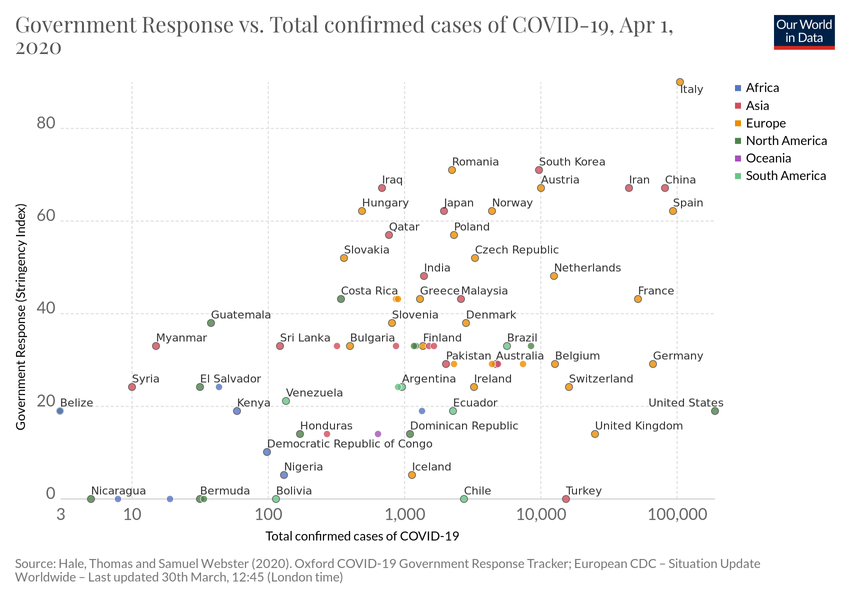 Government Response vs. Total confirmed cases of COVID-19, Apr 1,
2020
Our World
in Data
Africa
Asia
Europe
North America
Oceania
South America
Government Response (Stringency Index)
80
60
40
20
0
Italy
Romania
South Korea
Iraq
Austria
Iran
China
Hungary
Japan
Norway
Spain
Qatar
Poland
Slovakia
Czech Republic
India
Netherlands
Costa Rica
Greece
Malaysia
France
Guatemala
Slovenia
Denmark
Myanmar
Sri Lanka
Bulgaria
Finland
Brazil
Pakistan
Australia
Belgium
Germany
Syria
El Salvador
Argentina
Ireland
Switzerland
Venezuela
Belize
Kenya
Ecuador
United States
Honduras
Dominican Republic
United Kingdom
Democratic Republic of Congo
Nigeria
Iceland
Nicaragua
Bermuda
Bolivia
Chile
Turkey
3
10
100
1,000
10,000
100,000
Total confirmed cases of COVID-19
Source: Hale, Thomas and Samuel Webster (2020). Oxford COVID-19 Government Response Tracker; European CDC – Situation Update
Worldwide – Last updated 30th March, 12:45 (London time)